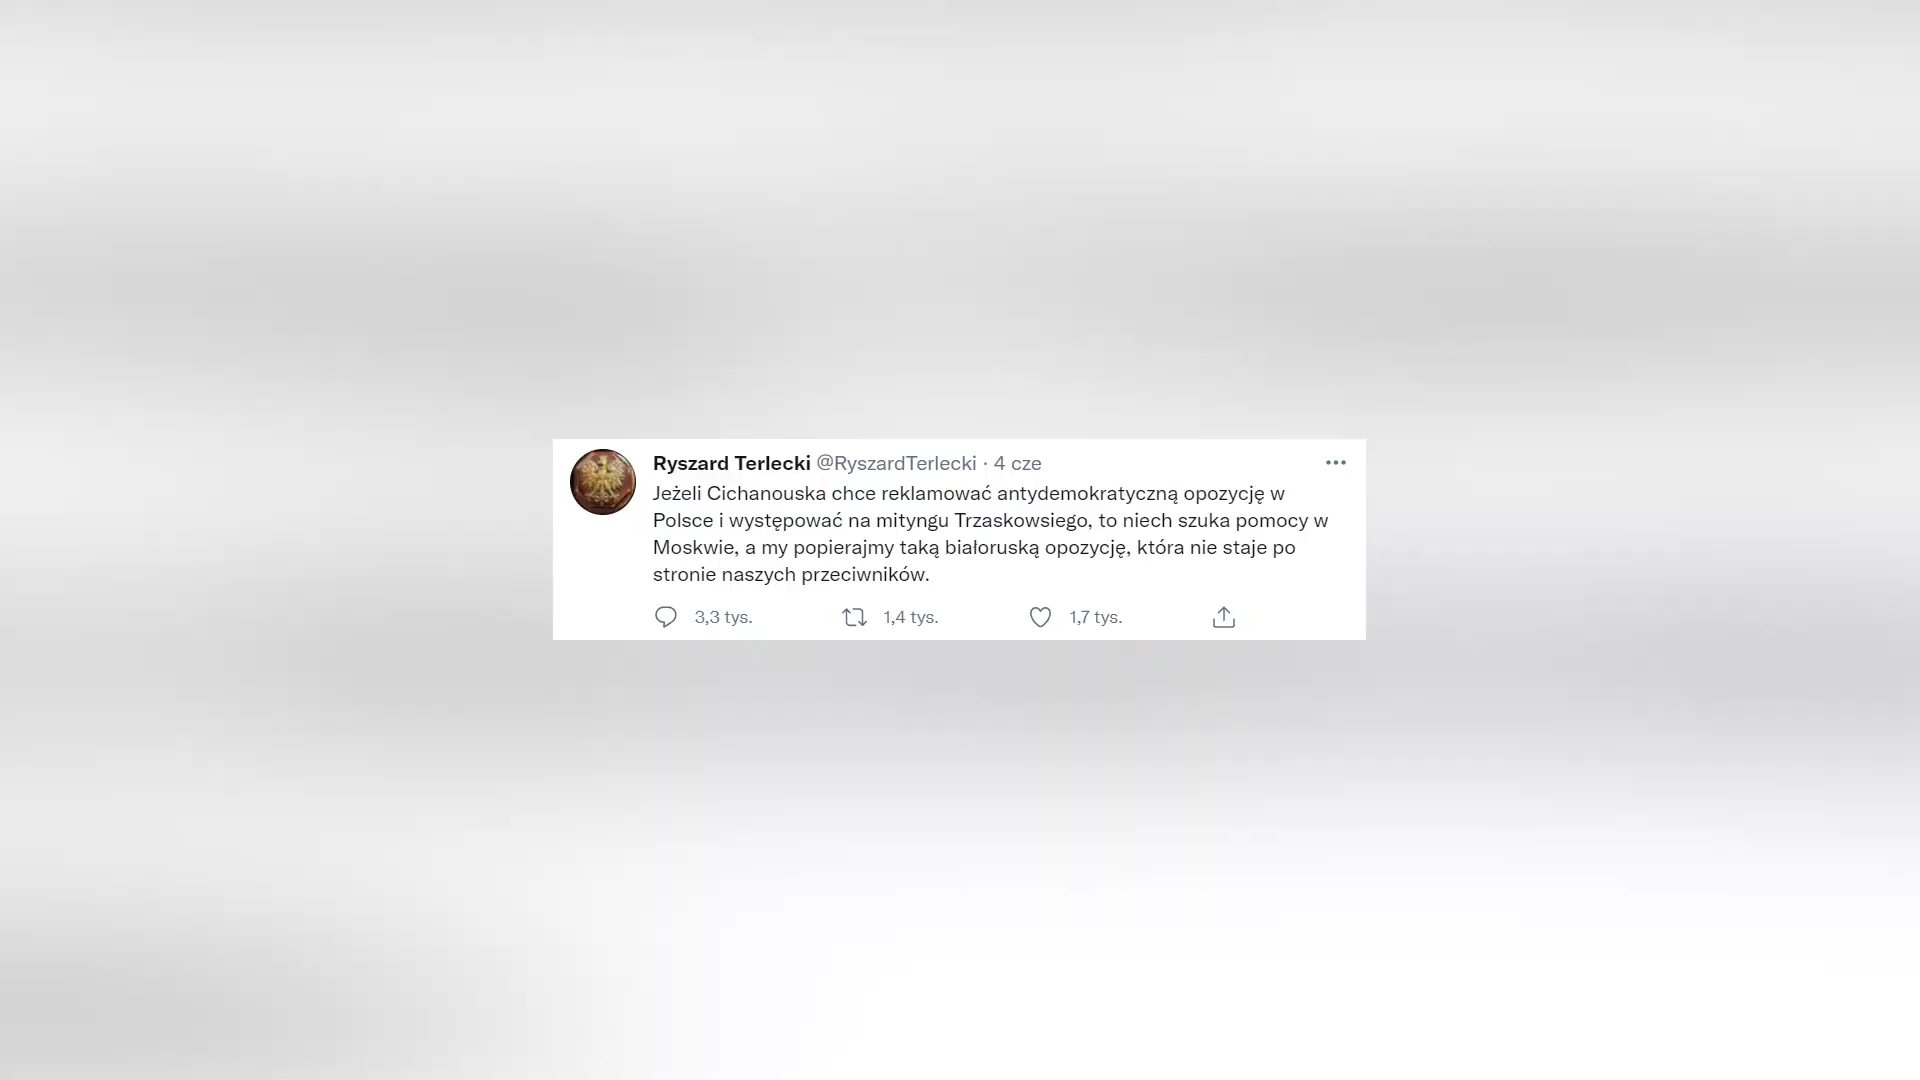 Ryszard Terlecki @RyszardTerlecki · 4 cze
Jeżeli Cichanouska chce reklamować antydemokratyczną opozycję w
Polsce i występować na mityngu Trzaskowsiego, to niech szuka pomocy w
Moskwie, a my popierajmy taką białoruską opozycję, która nie staje po
stronie naszych przeciwników.
3,3 tys. 1,4 tys. 1,7 tys.